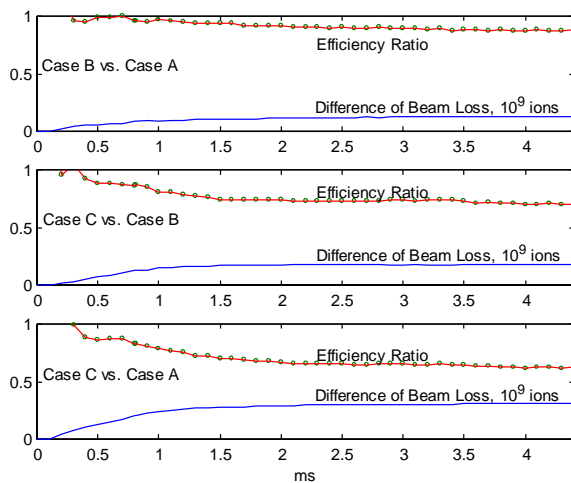 1
Efficiency Ratio
0.5
Case B vs. Case A
Difference of Beam Loss, 10⁹ ions
0
0 0.5 1 1.5 2 2.5 3 3.5 4
1
Efficiency Ratio
0.5
Case C vs. Case B
Difference of Beam Loss, 10⁹ ions
0
0 0.5 1 1.5 2 2.5 3 3.5 4
1
Efficiency Ratio
0.5
Case C vs. Case A
Difference of Beam Loss, 10⁹ ions
0
0 0.5 1 1.5 2 2.5 3 3.5 4
ms